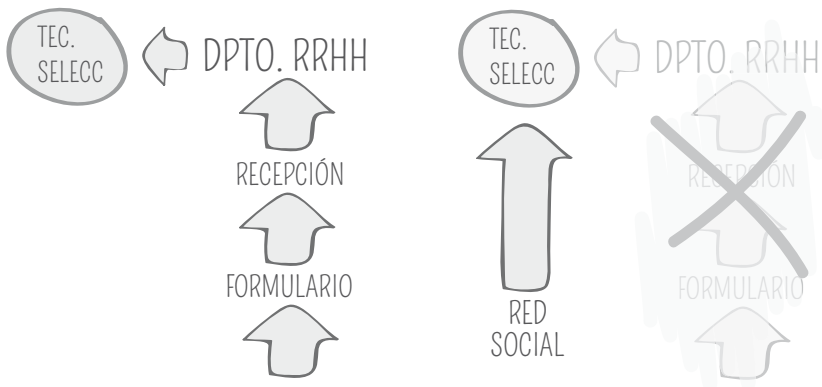 TEC.
SELECC
DPTO. RRHH
RECEPCIÓN
FORMULARIO
TEC.
SELECC
DPTO. RRHH
RECEPCIÓN
FORMULARIO
RED
SOCIAL